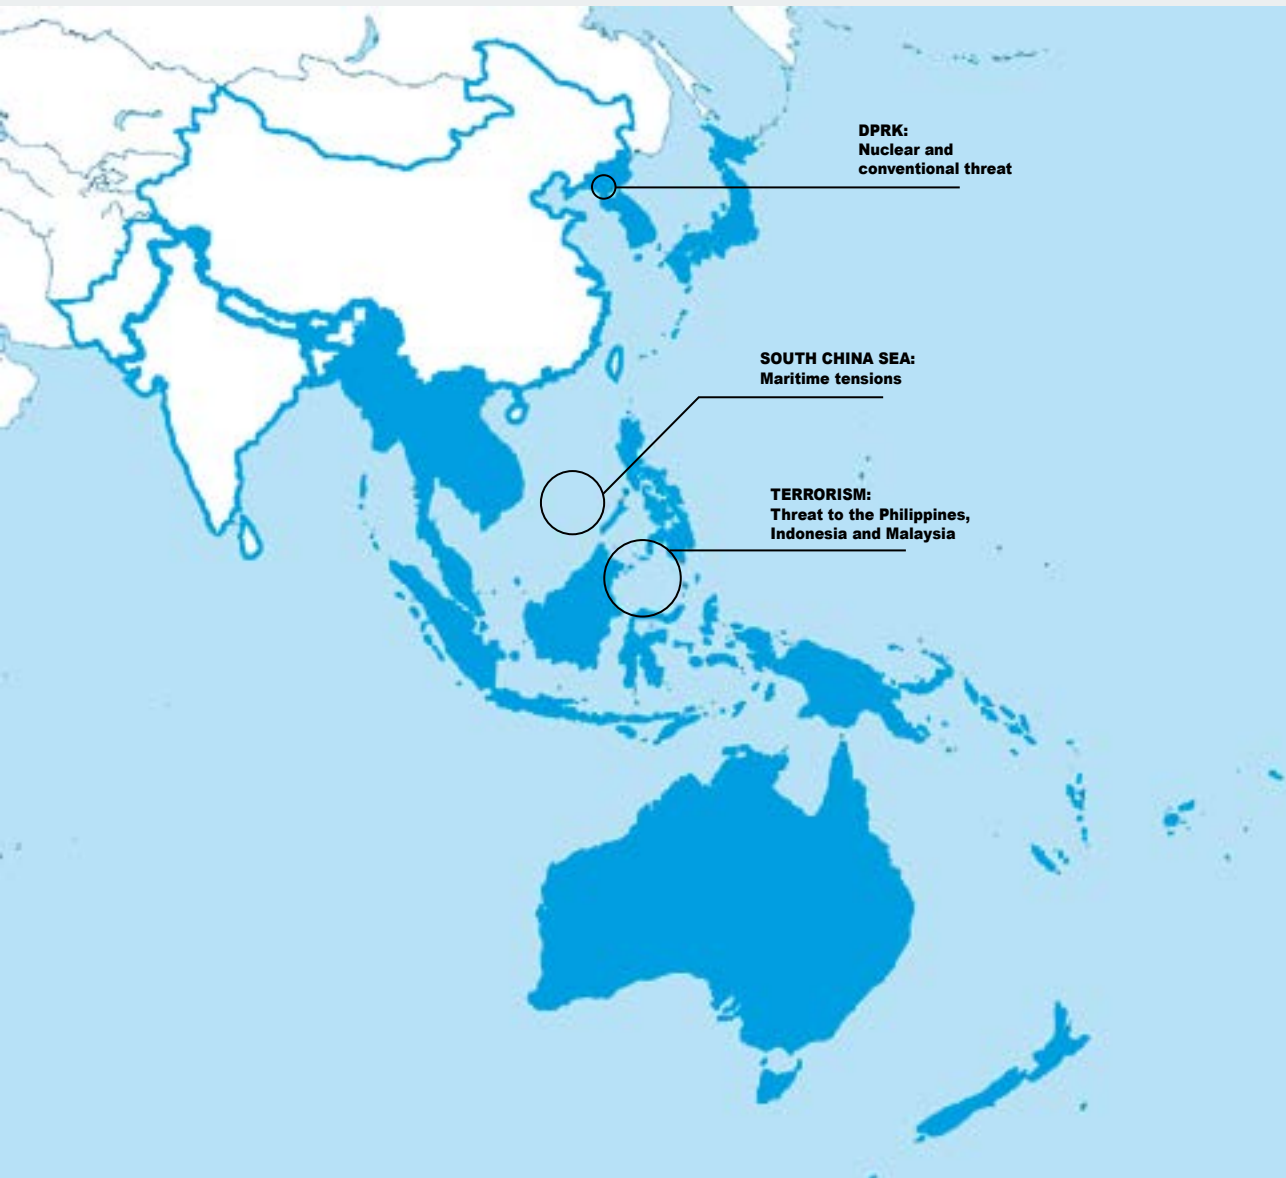 DPRK:
Nuclear and
conventional threat
SOUTH CHINA SEA:
Maritime tensions
TERRORISM:
Threat to the Philippines,
Indonesia and Malaysia